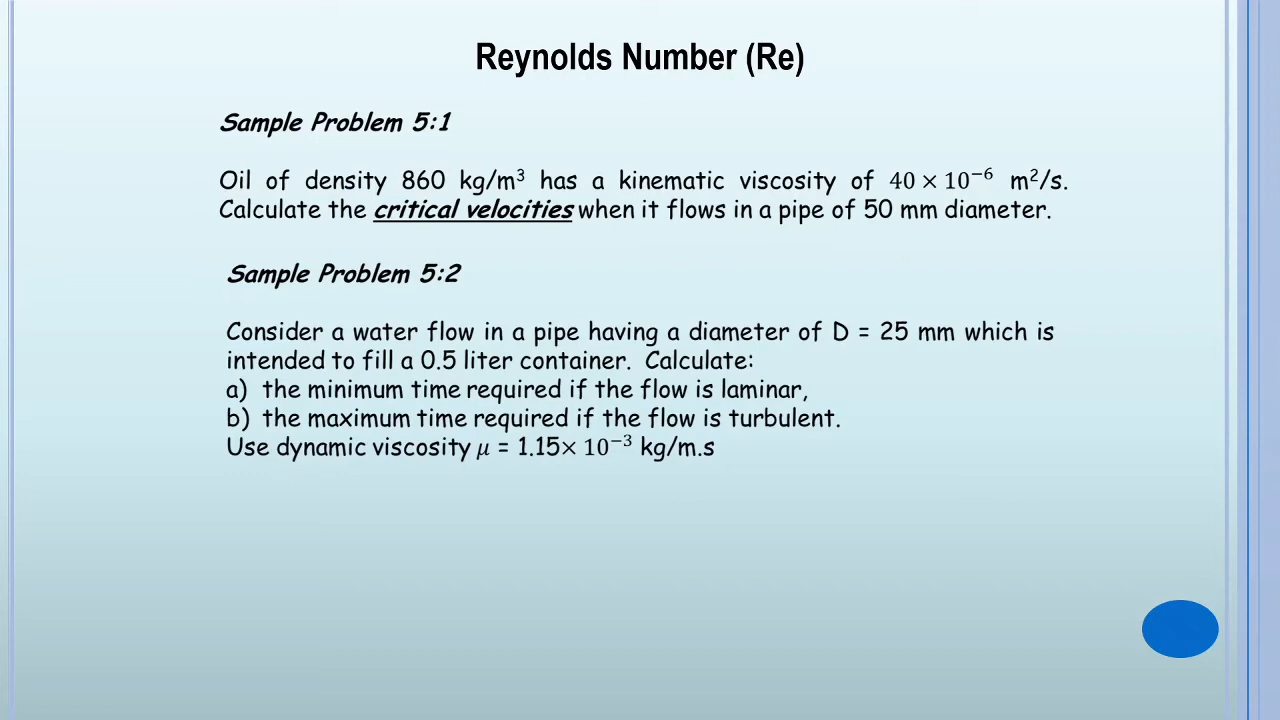 Reynolds Number (Re)
Sample Problem 5:1
Oil of density 860 kg/m³ has a kinematic viscosity of 40 × 10⁻⁶ m²/s.
Calculate the critical velocities when it flows in a pipe of 50 mm diameter.
Sample Problem 5:2
Consider a water flow in a pipe having a diameter of D = 25 mm which is
intended to fill a 0.5 liter container. Calculate:
a) the minimum time required if the flow is laminar,
b) the maximum time required if the flow is turbulent.
Use dynamic viscosity 𝜇 = 1.15× 10⁻³ kg/m.s